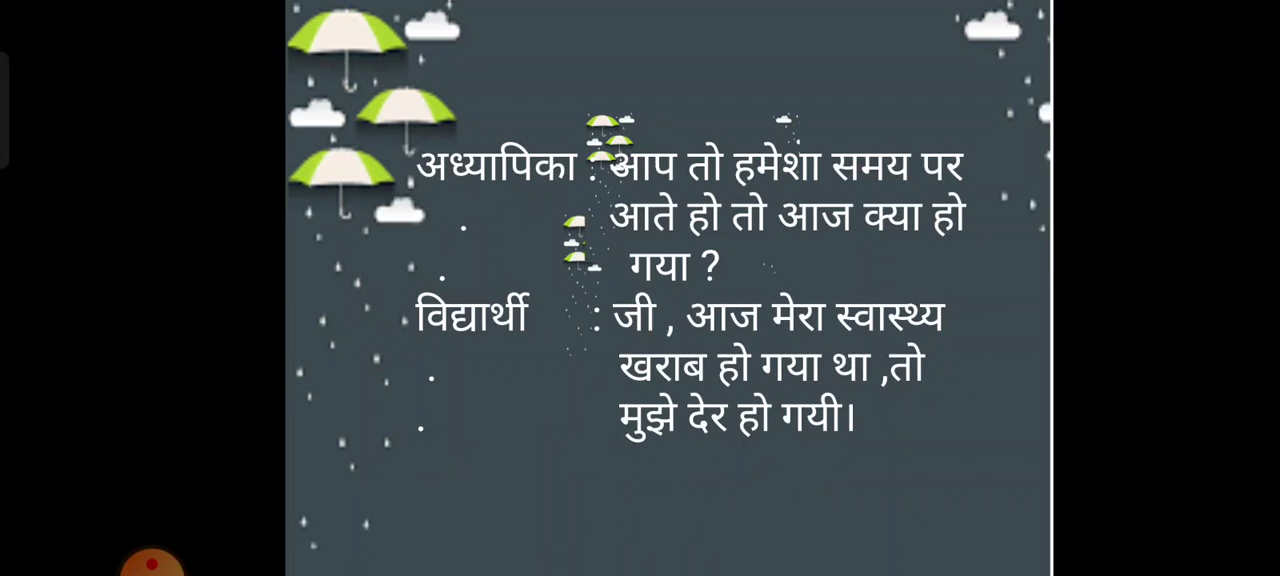 अध्यापिका : आप तो हमेशा समय पर
. आते हो तो आज क्या हो
. गया ?
विद्यार्थी : जी , आज मेरा स्वास्थ्य
. खराब हो गया था ,तो
. मुझे देर हो गयी।